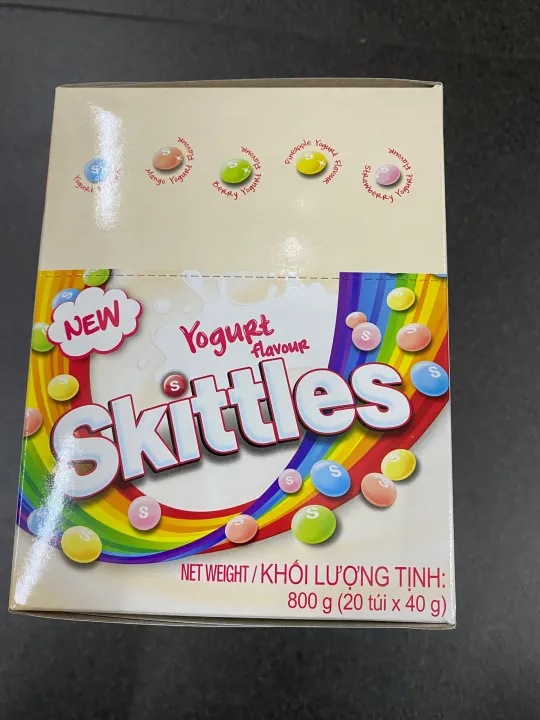 Yogurt
Mango Yogurt Flavour
Berry Yogurt Flavour
Pineapple Yogurt Flavour
Strawberry Yogurt Flavour
NEW
Yogurt
flavour
Skittles
NET WEIGHT / KHỐI LƯỢNG TỊNH:
800 g (20 túi x 40 g)